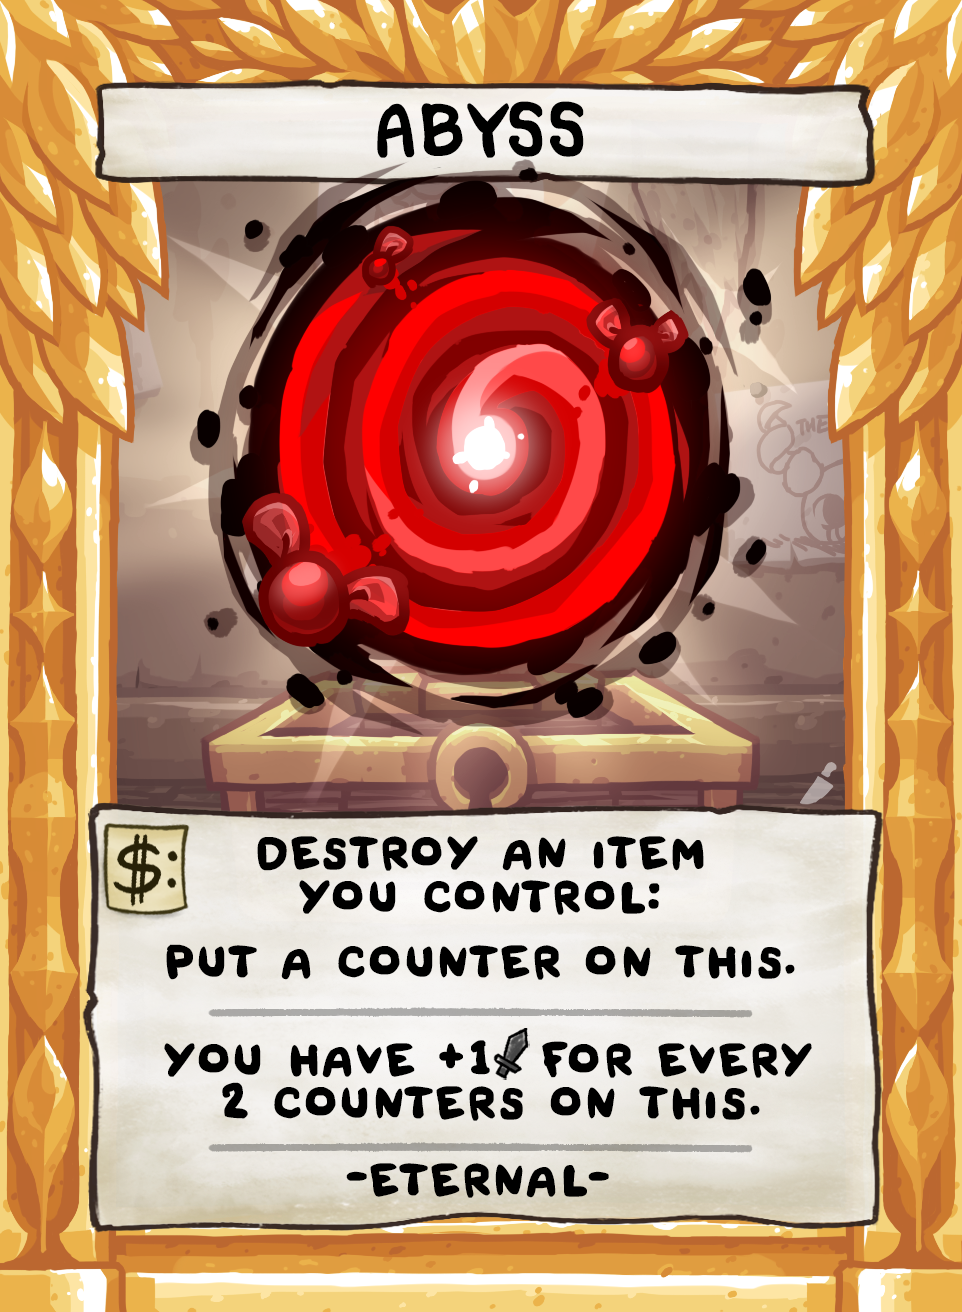 ABYSS
THE
$:
DESTROY AN ITEM
YOU CONTROL:
PUT A COUNTER ON THIS.
YOU HAVE +1 FOR EVERY
2 COUNTERS ON THIS.
-ETERNAL-